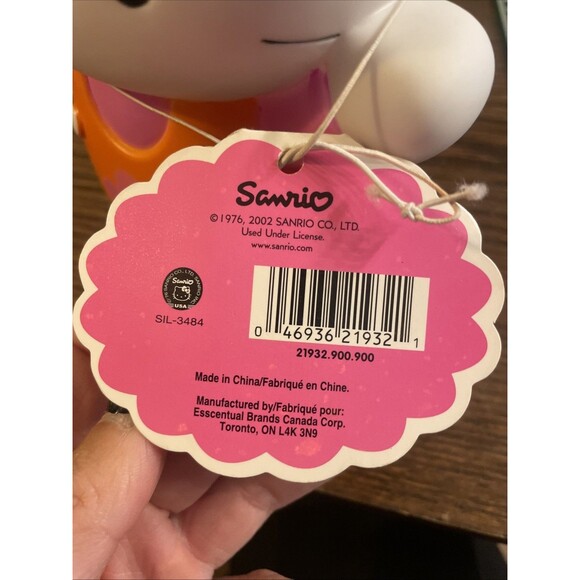 Sanrio
© 1976, 2002 SANRIO CO., LTD.
Used Under License.
www.sanrio.com
Sanrio
USA
SIL-3484
0 46936 21932 1
21932.900.900
Made in China/Fabriqué en Chine.
Manufactured by/Fabriqué pour:
Esscentual Brands Canada Corp.
Toronto, ON L4K 3N9